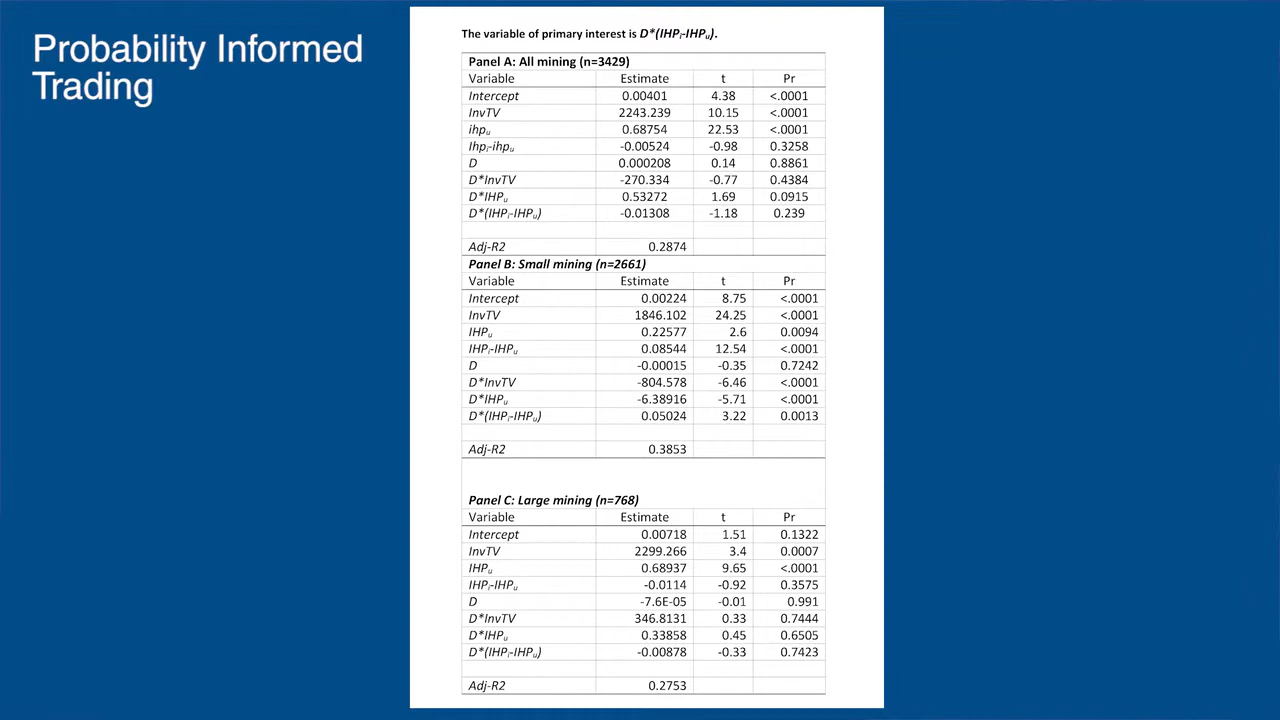 Probability Informed
Trading
The variable of primary interest is D*(IHPi-IHPu).
Panel A: All mining (n=3429)
Variable Estimate t Pr
Intercept 0.00401 4.38 <.0001
InvTV 2243.239 10.15 <.0001
ihpu 0.68754 22.53 <.0001
Ihpi-ihpu -0.00524 -0.98 0.3258
D 0.000208 0.14 0.8861
D*InvTV -270.334 -0.77 0.4384
D*IHPu 0.53272 1.69 0.0915
D*(IHPi-IHPu) -0.01308 -1.18 0.239
Adj-R2 0.2874
Panel B: Small mining (n=2661)
Variable Estimate t Pr
Intercept 0.00224 8.75 <.0001
InvTV 1846.102 24.25 <.0001
IHPu 0.22577 2.6 0.0094
IHPi-IHPu 0.08544 12.54 <.0001
D -0.00015 -0.35 0.7242
D*InvTV -804.578 -6.46 <.0001
D*IHPu -6.38916 -5.71 <.0001
D*(IHPi-IHPu) 0.05024 3.22 0.0013
Adj-R2 0.3853
Panel C: Large mining (n=768)
Variable Estimate t Pr
Intercept 0.00718 1.51 0.1322
InvTV 2299.266 3.4 0.0007
IHPu 0.68937 9.65 <.0001
IHPi-IHPu -0.0114 -0.92 0.3575
D -7.6E-05 -0.01 0.991
D*InvTV 346.8131 0.33 0.7444
D*IHPu 0.33858 0.45 0.6505
D*(IHPi-IHPu) -0.00878 -0.33 0.7423
Adj-R2 0.2753